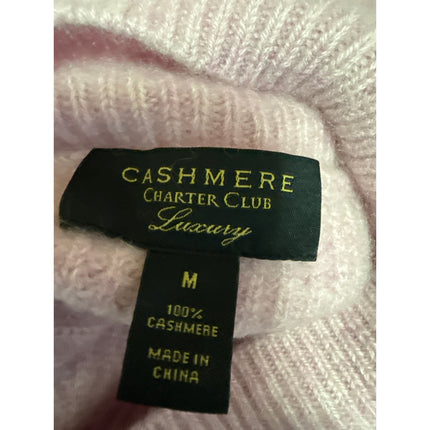 CASHMERE
CHARTER CLUB
Luxury
M
100%
CASHMERE
MADE IN
CHINA